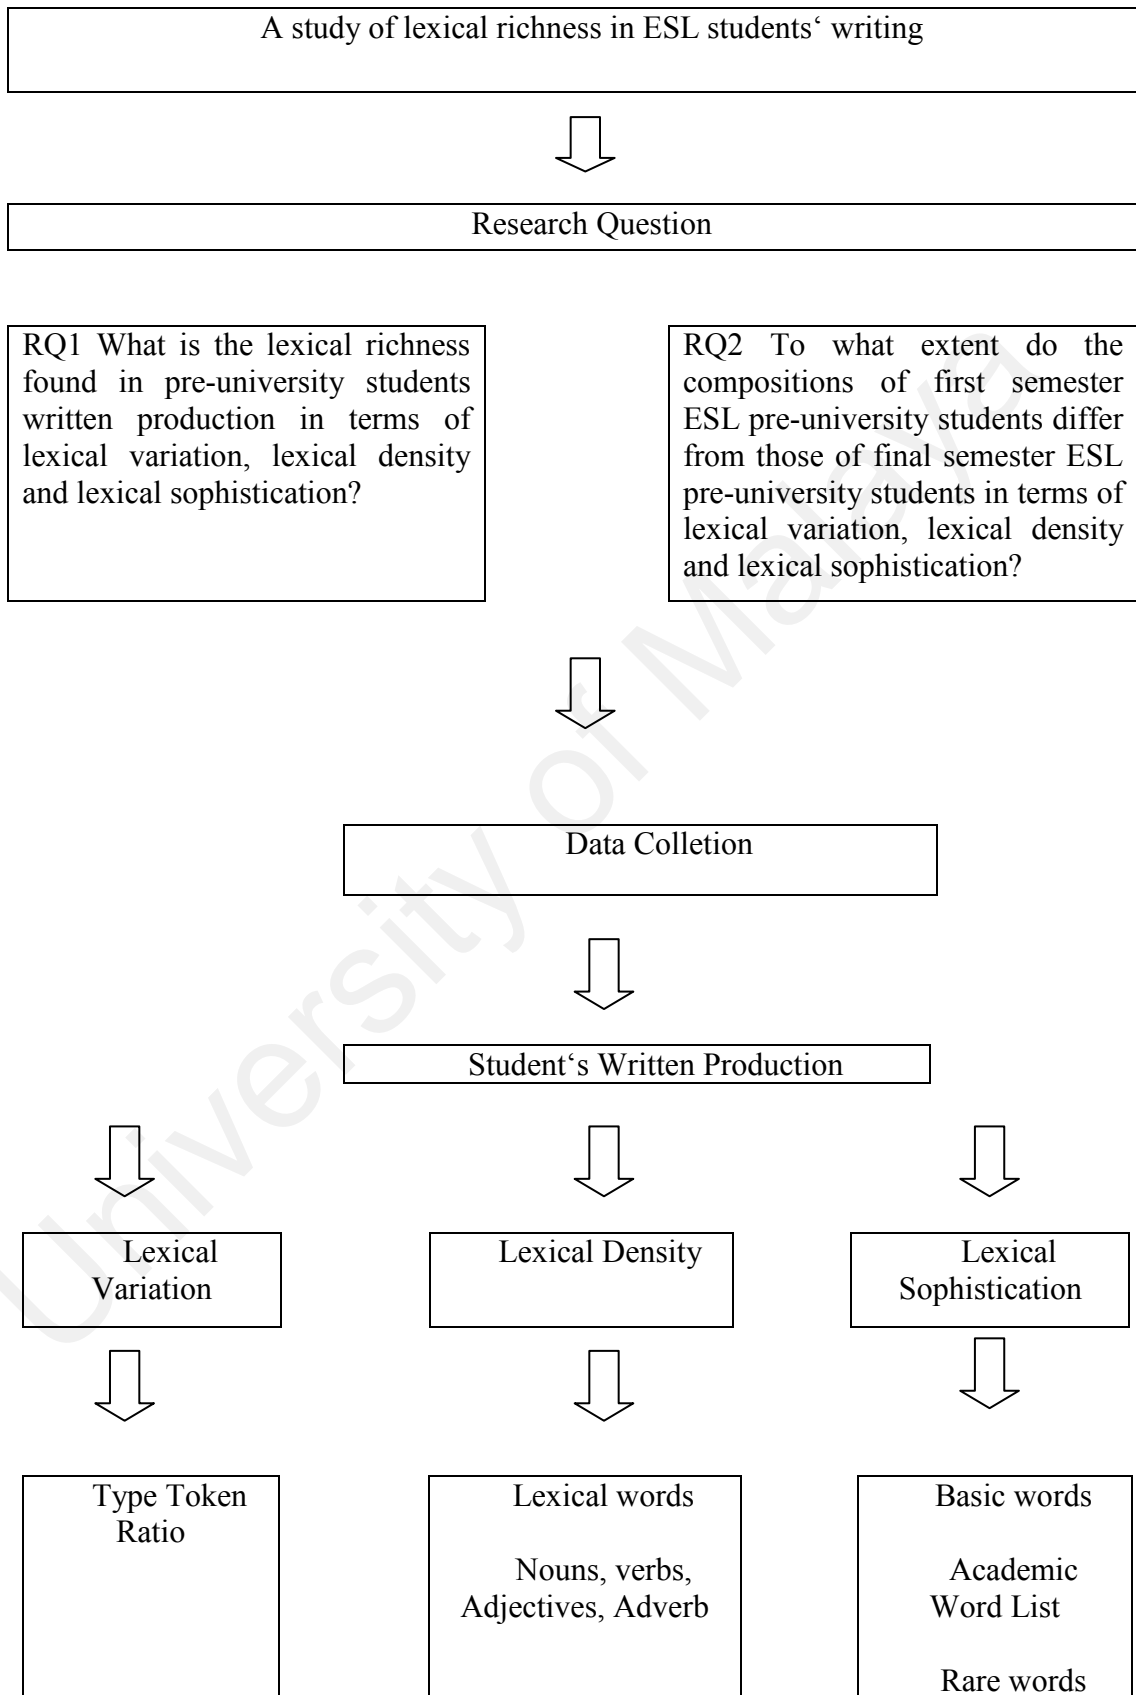 A study of lexical richness in ESL students‘ writing
Research Question
RQ1 What is the lexical richness
found in pre-university students
written production in terms of
lexical variation, lexical density
and lexical sophistication?
RQ2 To what extent do the
compositions of first semester
ESL pre-university students differ
from those of final semester ESL
pre-university students in terms of
lexical variation, lexical density
and lexical sophistication?
Data Colletion
Student‘s Written Production
Lexical
Variation
Lexical Density
Lexical
Sophistication
Type Token
Ratio
Lexical words
Nouns, verbs,
Adjectives, Adverb
Basic words
Academic
Word List
Rare words
University of Malaya